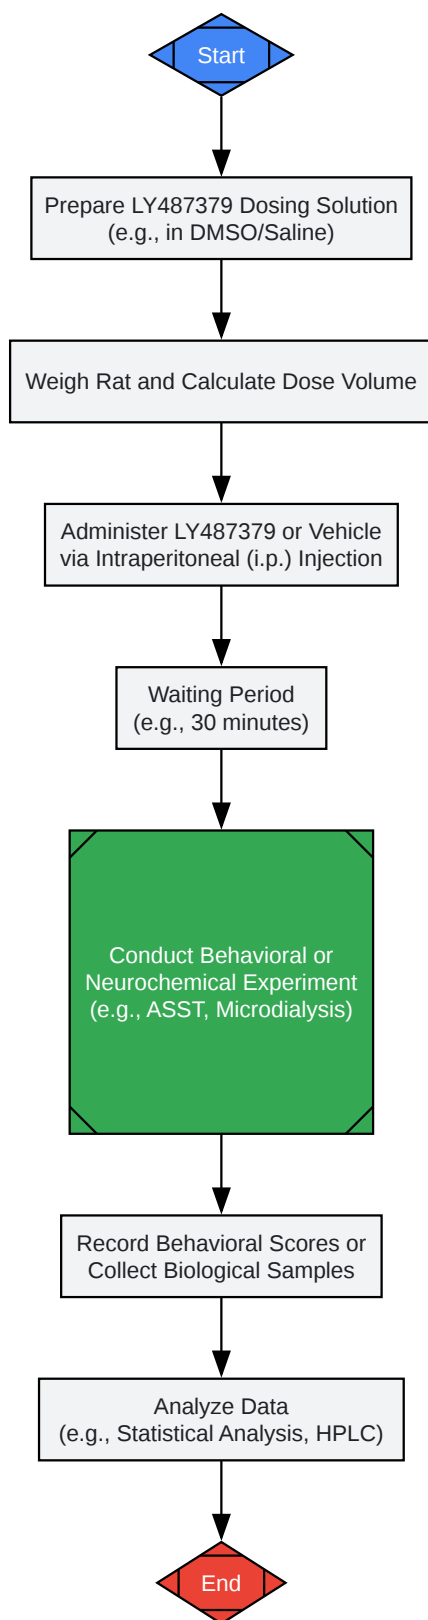 Start
Prepare LY487379 Dosing Solution
(e.g., in DMSO/Saline)
Weigh Rat and Calculate Dose Volume
Administer LY487379 or Vehicle
via Intraperitoneal (i.p.) Injection
Waiting Period
(e.g., 30 minutes)
Conduct Behavioral or
Neurochemical Experiment
(e.g., ASST, Microdialysis)
Record Behavioral Scores or
Collect Biological Samples
Analyze Data
(e.g., Statistical Analysis, HPLC)
End